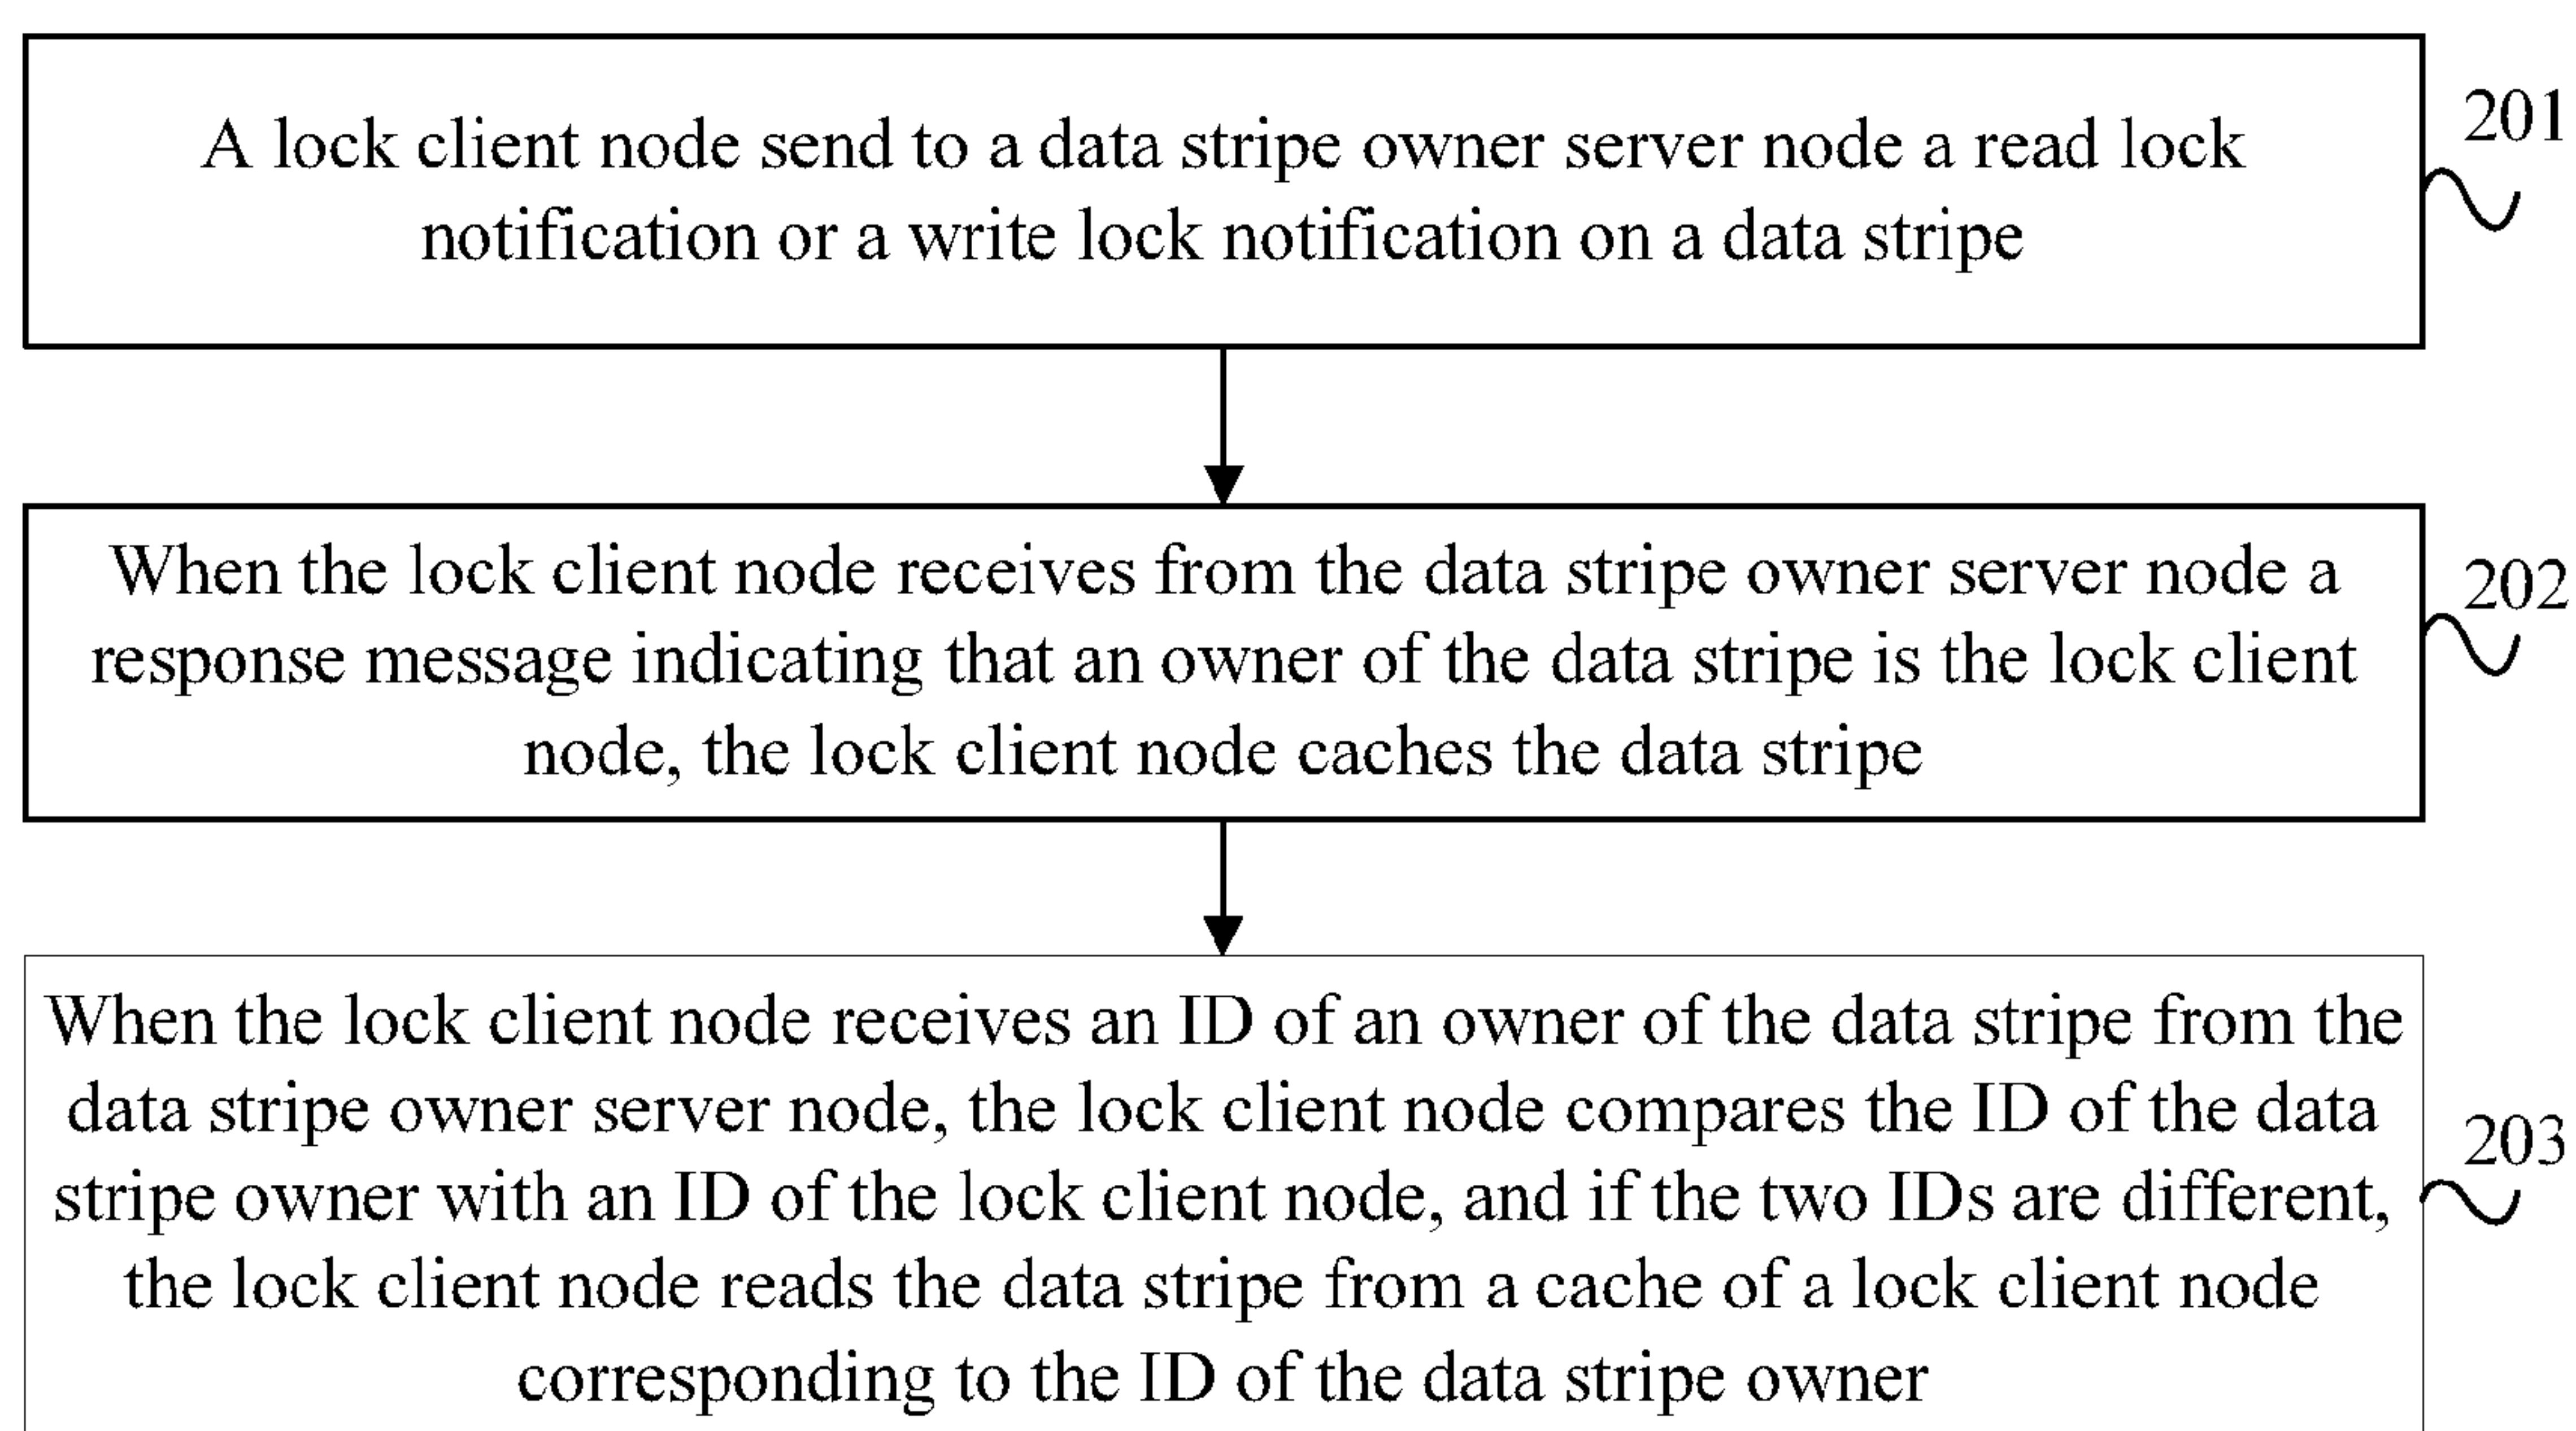 A lock client node send to a data stripe owner server node a read lock
notification or a write lock notification on a data stripe
201
When the lock client node receives from the data stripe owner server node a
response message indicating that an owner of the data stripe is the lock client
node, the lock client node caches the data stripe
202
When the lock client node receives an ID of an owner of the data stripe from the
data stripe owner server node, the lock client node compares the ID of the data
stripe owner with an ID of the lock client node, and if the two IDs are different,
the lock client node reads the data stripe from a cache of a lock client node
corresponding to the ID of the data stripe owner
203